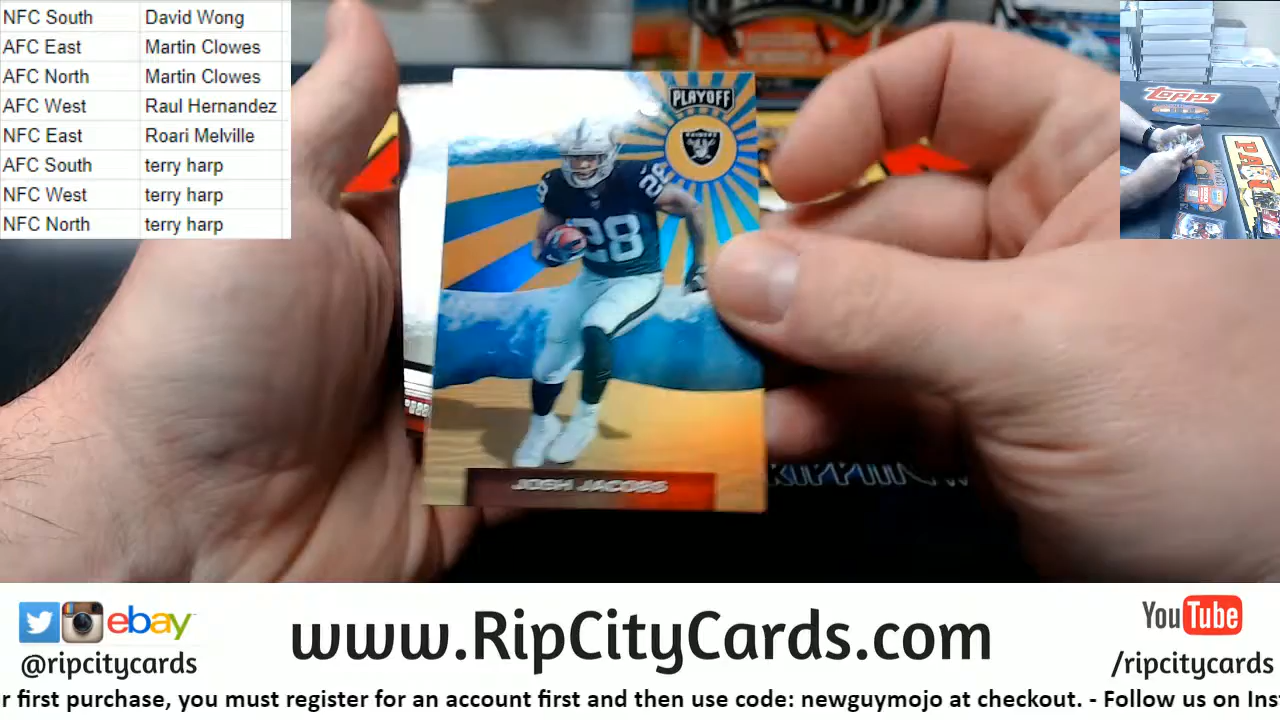 NFC South David Wong
AFC East Martin Clowes
AFC North Martin Clowes
AFC West Raul Hernandez
NFC East Roari Melville
AFC South terry harp
NFC West terry harp
NFC North terry harp
Topps
PLAYOFF
RAIDERS
28
28
JOSH JACOBS
ebay
@ripcitycards
www.RipCityCards.com
YouTube
/ripcitycards
r first purchase, you must register for an account first and then use code: newguymojo at checkout. - Follow us on Ins